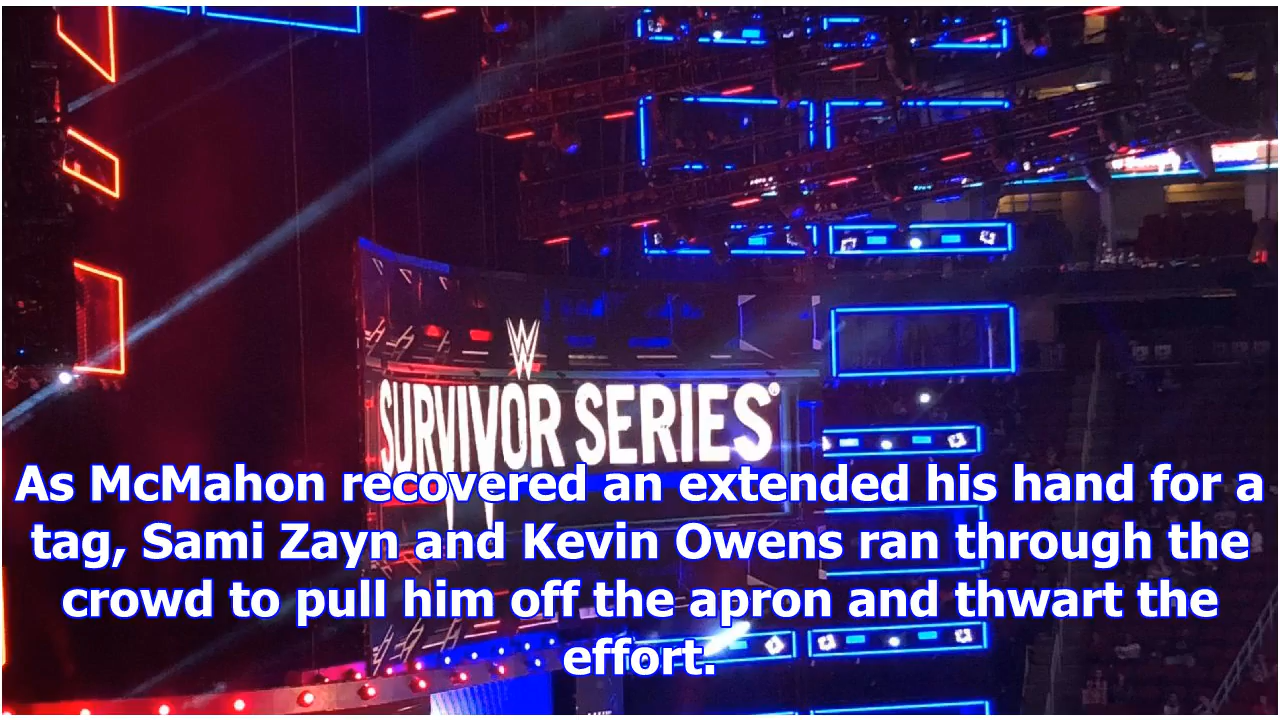 W
SURVIVOR SERIES®
As McMahon recovered an extended his hand for a
tag, Sami Zayn and Kevin Owens ran through the
crowd to pull him off the apron and thwart the
effort.